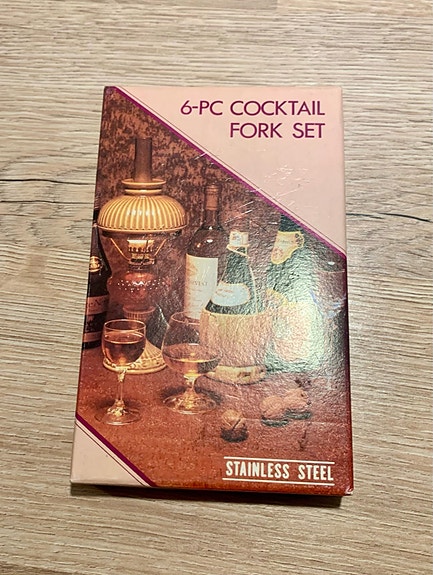 6-PC COCKTAIL
FORK SET
STAINLESS STEEL